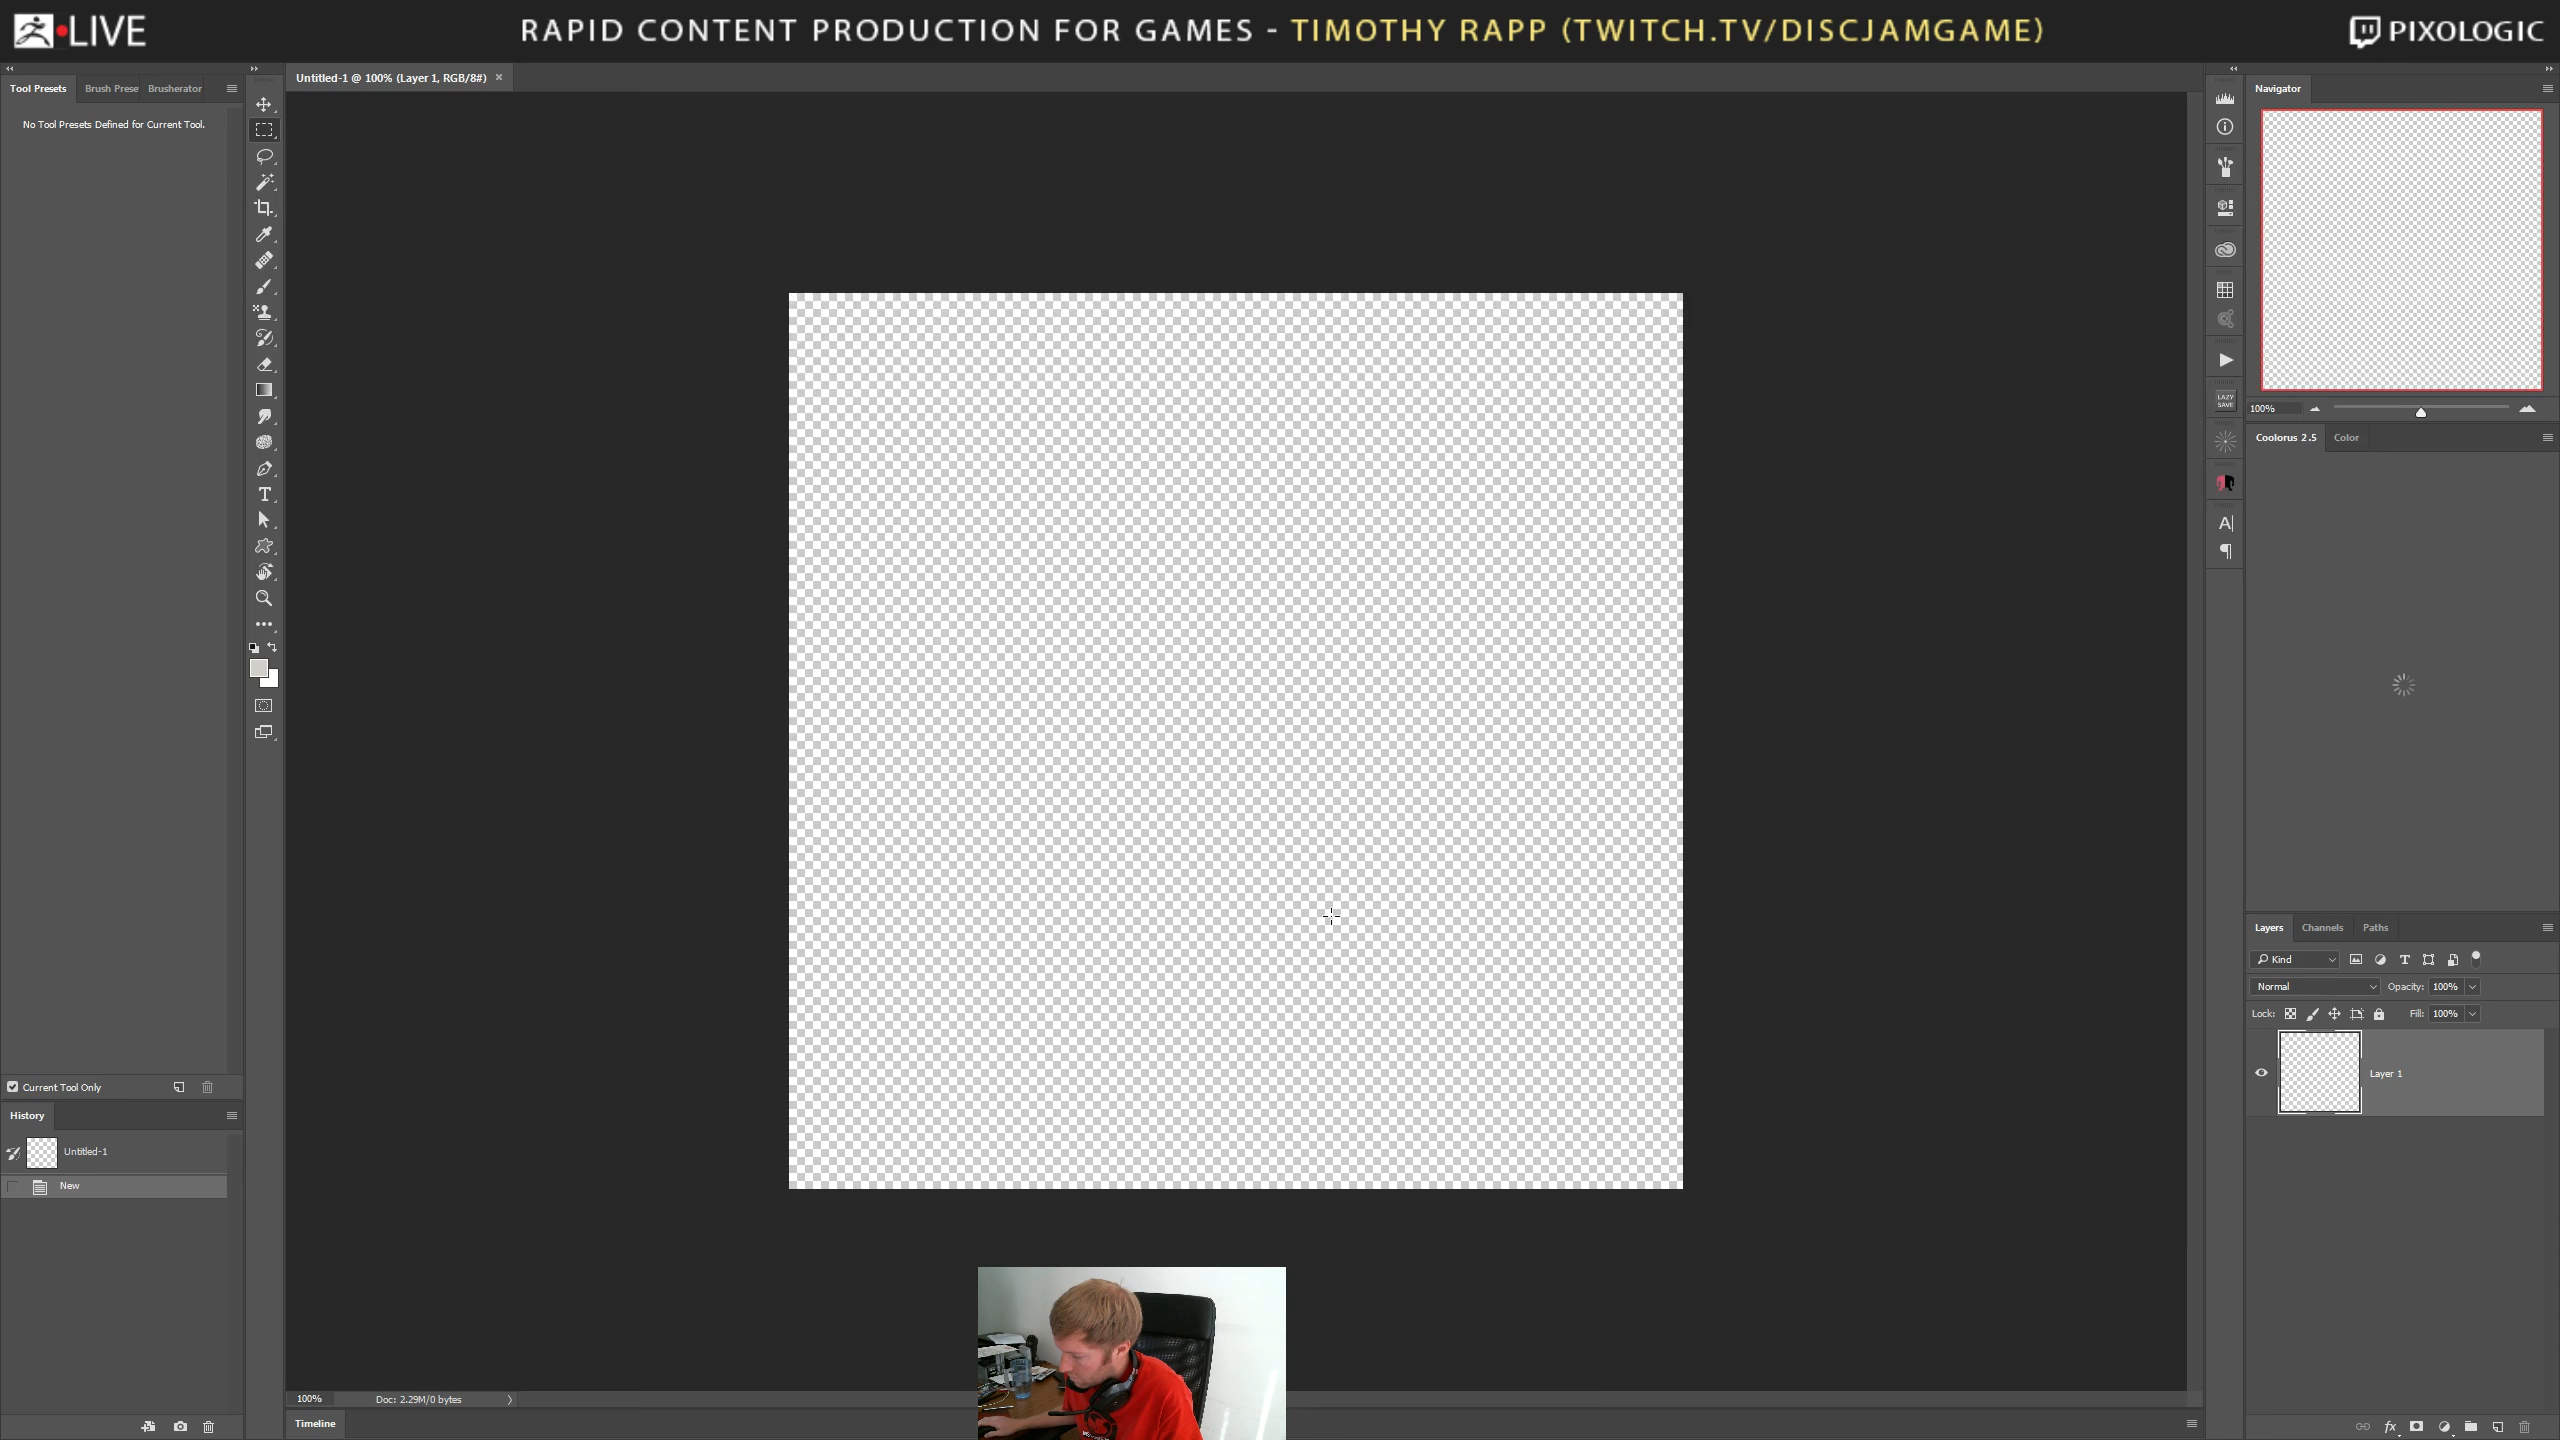 LIVE
RAPID CONTENT PRODUCTION FOR GAMES - TIMOTHY RAPP (TWITCH.TV/DISCJAMGAME)
PIXOLOGIC
Tool Presets
Brush Prese
Brusherator
Untitled-1 @ 100% (Layer 1, RGB/8#)
Navigator
No Tool Presets Defined for Current Tool.
LAZY
SAVE
100%
Coolorus 2.5
Color
Layers
Channels
Paths
Kind
Normal
Opacity: 100%
Lock:
Fill: 100%
Layer 1
Current Tool Only
History
Untitled-1
New
100%
Doc: 2.29M/0 bytes
Timeline